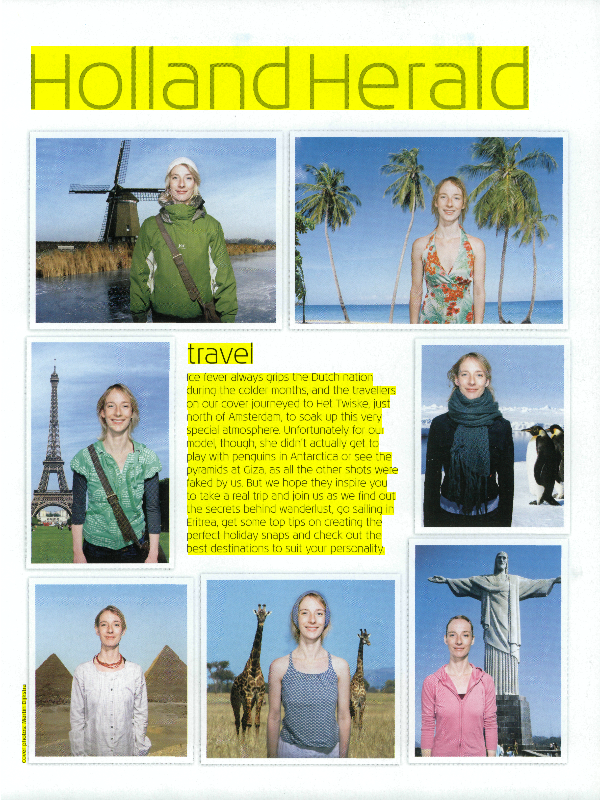 Holland Herald
travel
Ice fever always grips the Dutch nation
during the colder months, and the travellers
on our cover journeyed to Het Twiske, just
north of Amsterdam, to soak up this very
special atmosphere. Unfortunately for our
model, though, she didn't actually get to
play with penguins in Antarctica or see the
pyramids at Giza, as all the other shots were
faked by us. But we hope they inspire you
to take a real trip and join us as we find out
the secrets behind wanderlust, go sailing in
Eritrea, get some top tips on creating the
perfect holiday snaps and check out the
best destinations to suit your personality.
Cover photos: Martin Dijkstra